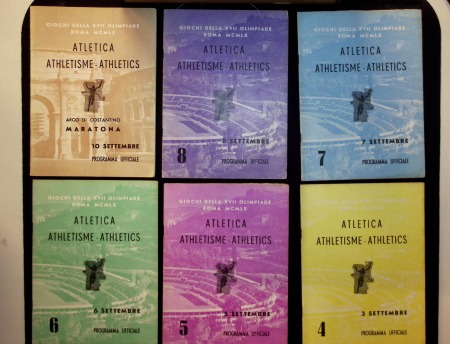 GIOCHI DELLA XVII OLIMPIADE
ROMA MCMLX
ATLETICA
ATHLETISME-ATHLETICS
ARCO DI COSTANTINO
MARATONA
10 SETTEMBRE
PROGRAMMA UFFICIALE
GIOCHI DELLA XVII OLIMPIADE
ROMA MCMLX
ATLETICA
ATHLETISME-ATHLETICS
8 SETTEMBRE
8
PROGRAMMA UFFICIALE
GIOCHI DELLA XVII OLIMPIADE
ROMA MCMLX
ATLETICA
ATHLETISME-ATHLETICS
7 SETTEMBRE
7
PROGRAMMA UFFICIALE
GIOCHI DELLA XVII OLIMPIADE
ROMA MCMLX
ATLETICA
ATHLETISME-ATHLETICS
6 SETTEMBRE
6
PROGRAMMA UFFICIALE
GIOCHI DELLA XVII OLIMPIADE
ROMA MCMLX
ATLETICA
ATHLETISME-ATHLETICS
5 SETTEMBRE
5
PROGRAMMA UFFICIALE
GIOCHI DELLA XVII OLIMPIADE
ROMA MCMLX
ATLETICA
ATHLETISME-ATHLETICS
3 SETTEMBRE
4
PROGRAMMA UFFICIALE